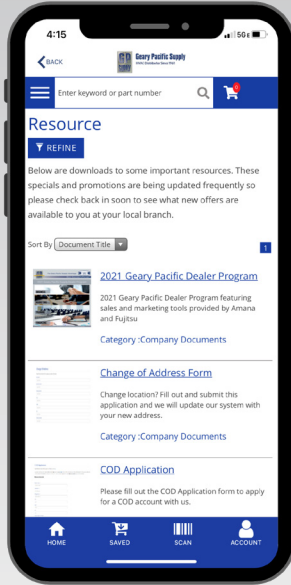 4:15
5G E
BACK
Geary Pacific Supply
HVAC Distribution Since 1961
Enter keyword or part number
0
Resource
REFINE
Below are downloads to some important resources. These
specials and promotions are being updated frequently so
please check back in soon to see what new offers are
available to you at your local branch.
Sort By Document Title
1
2021 Geary Pacific Dealer Program
2021 Geary Pacific Dealer Program featuring
sales and marketing tools provided by Amana
and Fujitsu
Category :Company Documents
Change of Address Form
Change location? Fill out and submit this
application and we will update our system with
your new address.
Category :Company Documents
COD Application
Please fill out the COD Application form to apply
for a COD account with us.
HOME SAVED SCAN ACCOUNT